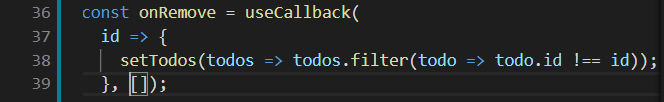 36 const onRemove = useCallback(
37 id => {
38 setTodos(todos => todos.filter(todo => todo.id !== id));
39 }, []);